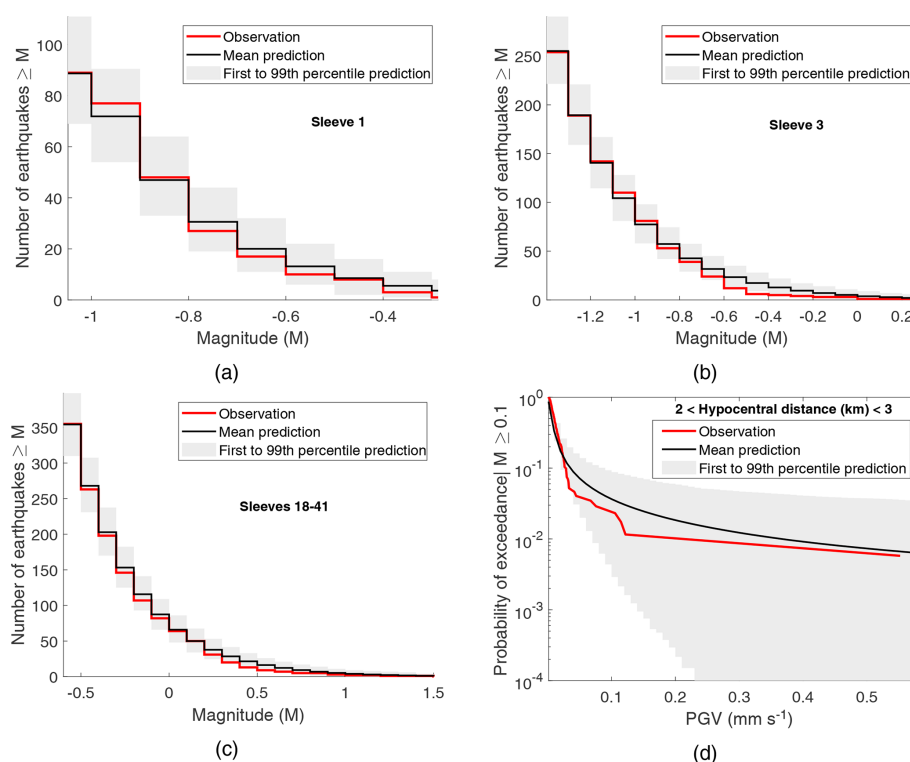 Number of earthquakes ≥ M
100
80
60
40
20
0
Observation
Mean prediction
First to 99th percentile prediction
Sleeve 1
-1
-0.8
-0.6
-0.4
Magnitude (M)
(a)
Number of earthquakes ≥ M
250
200
150
100
50
0
Observation
Mean prediction
First to 99th percentile prediction
Sleeve 3
-1.2
-1
-0.8
-0.6
-0.4
-0.2
0
0.2
Magnitude (M)
(b)
Number of earthquakes ≥ M
350
300
250
200
150
100
50
0
Observation
Mean prediction
First to 99th percentile prediction
Sleeves 18-41
-0.5
0
0.5
1
1.5
Magnitude (M)
(c)
Probability of exceedance| M ≥ 0.1
10^0
10^-1
10^-2
10^-3
10^-4
2 < Hypocentral distance (km) < 3
Observation
Mean prediction
First to 99th percentile prediction
0.1
0.2
0.3
0.4
0.5
PGV (mm s^-1)
(d)